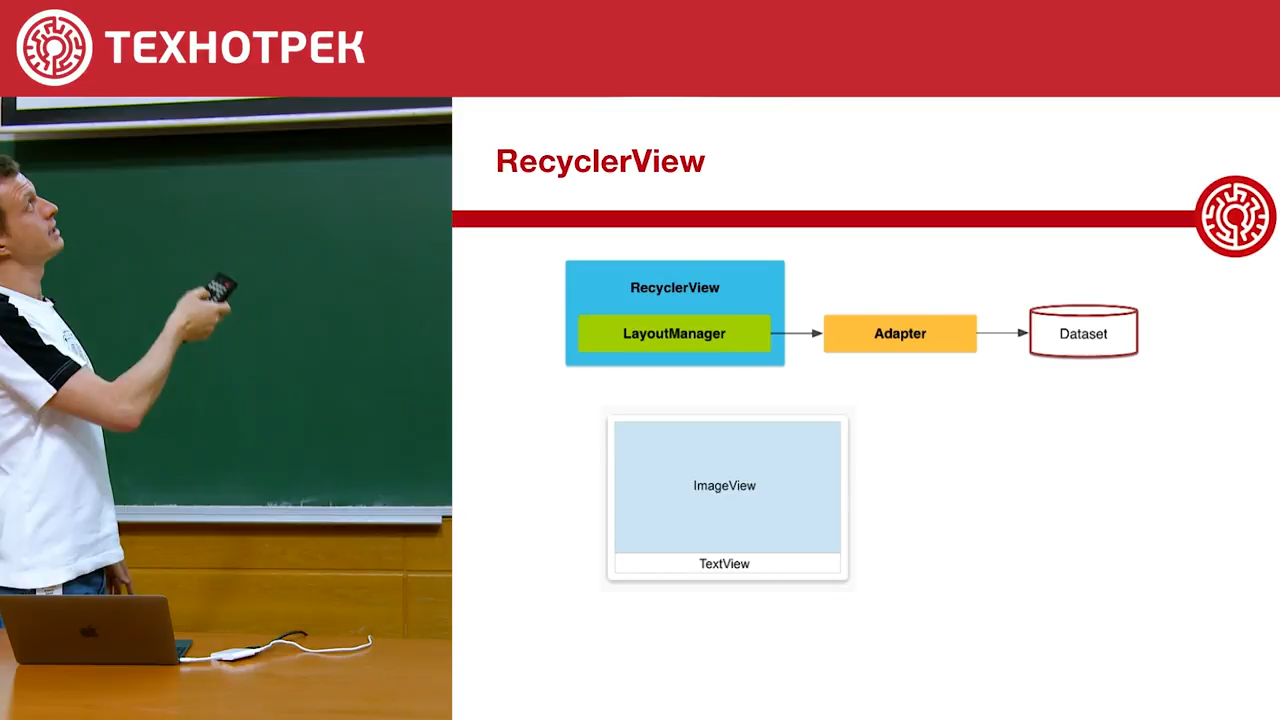 ТЕХНОТРЕК
RecyclerView
RecyclerView
LayoutManager
Adapter
Dataset
ImageView
TextView